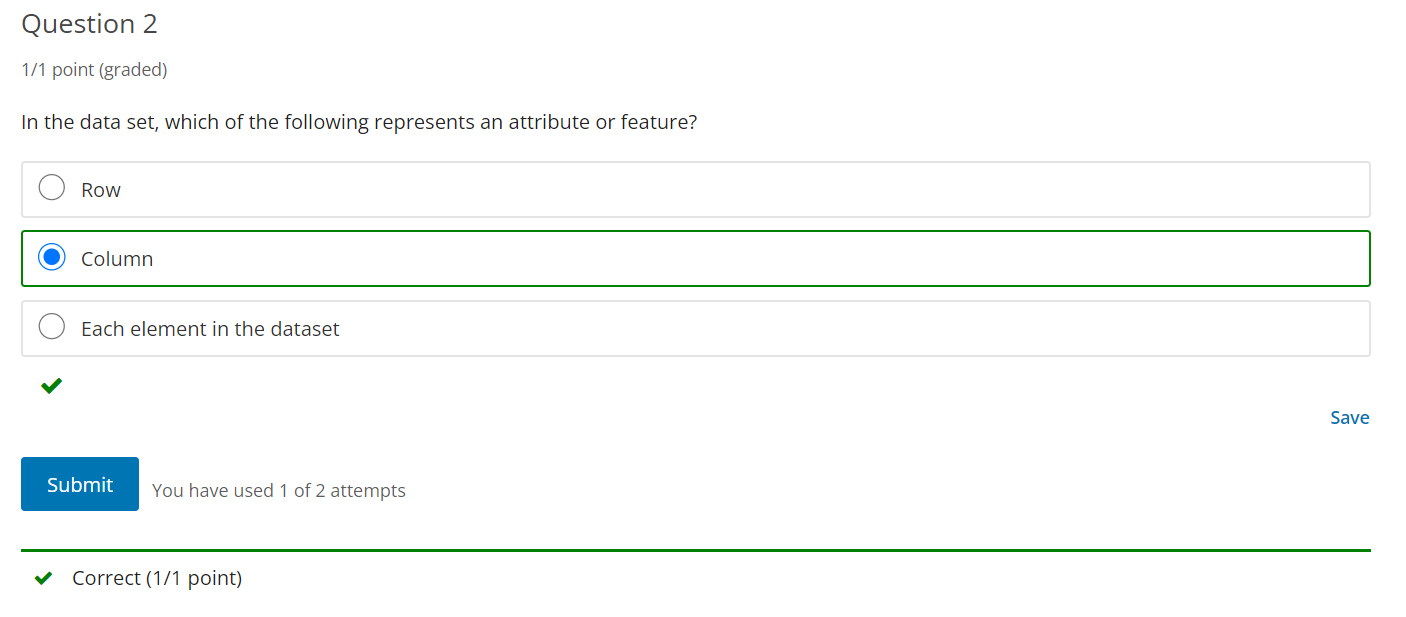 Question 2
1/1 point (graded)
In the data set, which of the following represents an attribute or feature?
Row
Column
Each element in the dataset
Save
Submit
You have used 1 of 2 attempts
Correct (1/1 point)